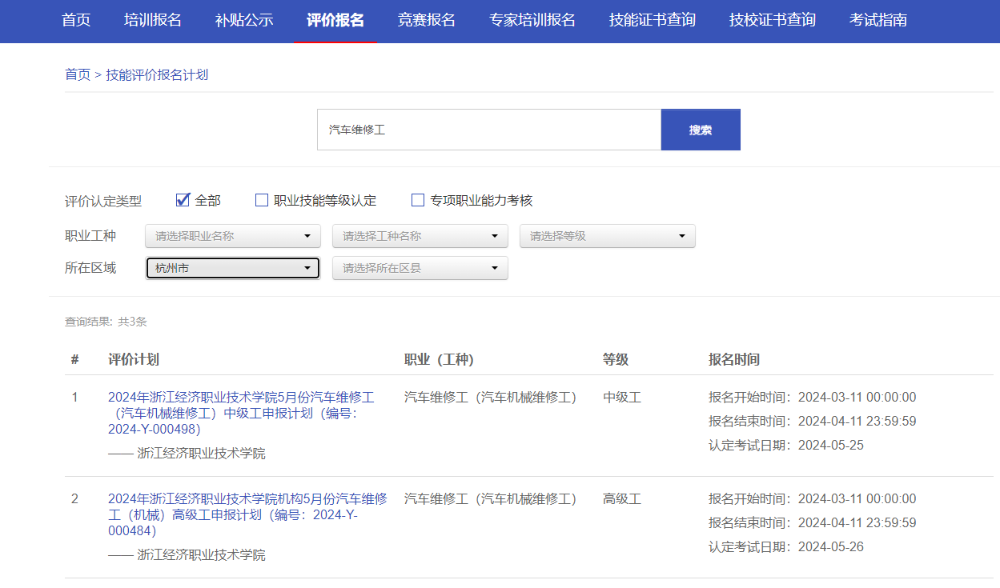 首页 培训报名 补贴公示 评价报名 竞赛报名 专家培训报名 技能证书查询 技校证书查询 考试指南
首页 > 技能评价报名计划
汽车维修工 搜索
评价认定类型 全部 职业技能等级认定 专项职业能力考核
职业工种 请选择职业名称 请选择工种名称 请选择等级
所在区域 杭州市 请选择所在区县
查询结果: 共3条
# 评价计划 职业（工种） 等级 报名时间
1 2024年浙江经济职业技术学院5月份汽车维修工 汽车维修工（汽车机械维修工） 中级工 报名开始时间：2024-03-11 00:00:00
（汽车机械维修工）中级工申报计划（编号： 报名结束时间：2024-04-11 23:59:59
2024-Y-000498) 认定考试日期：2024-05-25
—— 浙江经济职业技术学院
2 2024年浙江经济职业技术学院机构5月份汽车维修 汽车维修工（汽车机械维修工） 高级工 报名开始时间：2024-03-11 00:00:00
工（机械）高级工申报计划（编号：2024-Y- 报名结束时间：2024-04-11 23:59:59
000484) 认定考试日期：2024-05-26
—— 浙江经济职业技术学院